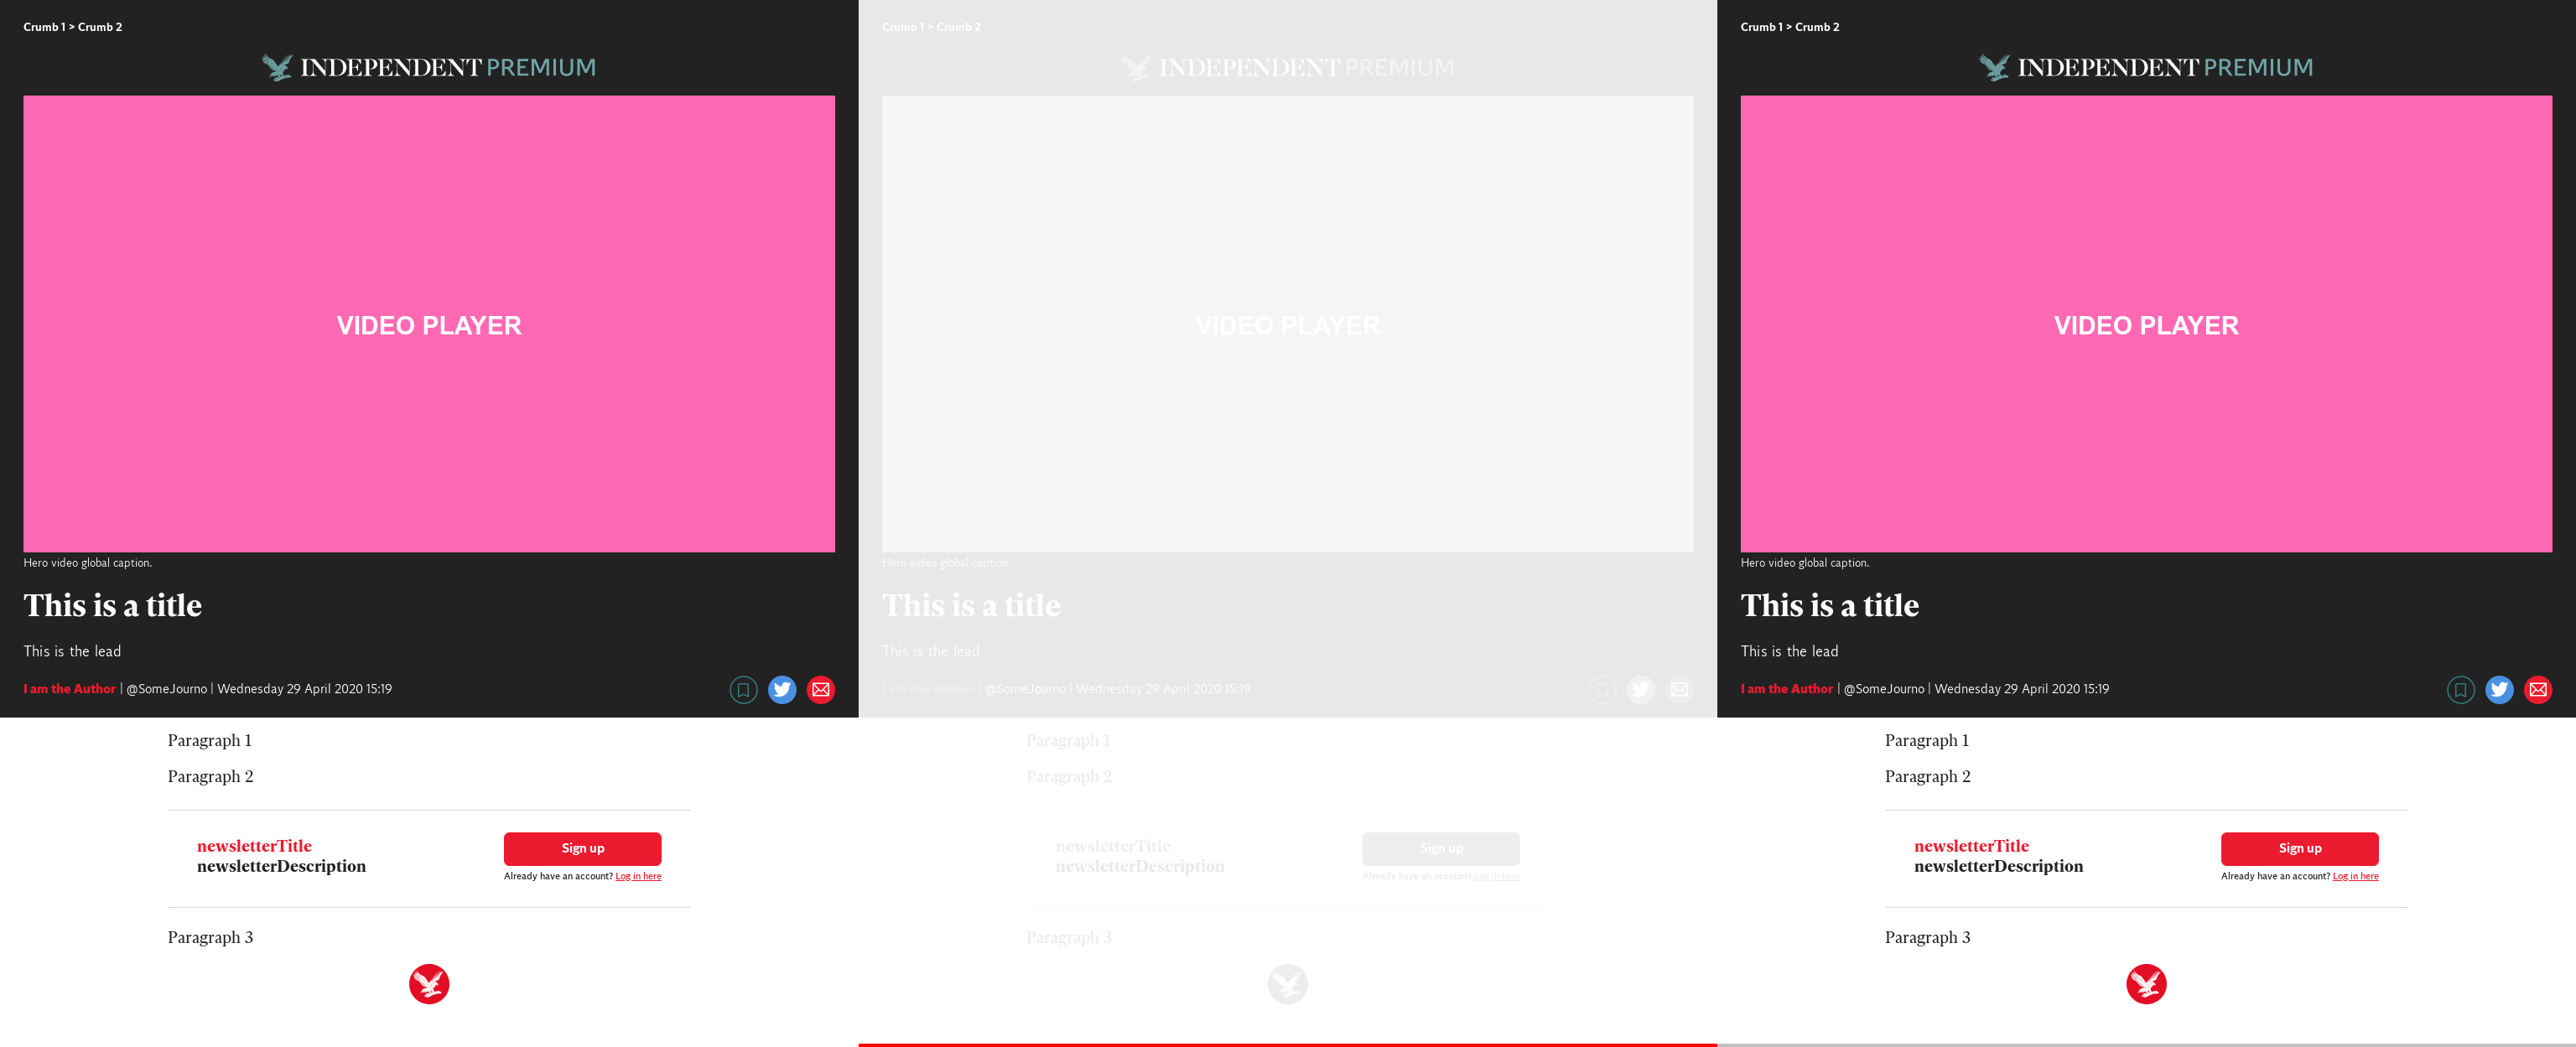 Crumb 1 > Crumb 2
INDEPENDENT PREMIUM
VIDEO PLAYER
Hero video global caption.
This is a title
This is the lead
I am the Author | @SomeJourno | Wednesday 29 April 2020 15:19
Paragraph 1
Paragraph 2
newsletterTitle
newsletterDescription
Sign up
Already have an account? Log in here
Paragraph 3
Crumb 1 > Crumb 2
INDEPENDENT PREMIUM
VIDEO PLAYER
Hero video global caption.
This is a title
This is the lead
I am the Author | @SomeJourno | Wednesday 29 April 2020 15:19
Paragraph 1
Paragraph 2
newsletterTitle
newsletterDescription
Sign up
Already have an account? Log in here
Paragraph 3
Crumb 1 > Crumb 2
INDEPENDENT PREMIUM
VIDEO PLAYER
Hero video global caption.
This is a title
This is the lead
I am the Author | @SomeJourno | Wednesday 29 April 2020 15:19
Paragraph 1
Paragraph 2
newsletterTitle
newsletterDescription
Sign up
Already have an account? Log in here
Paragraph 3